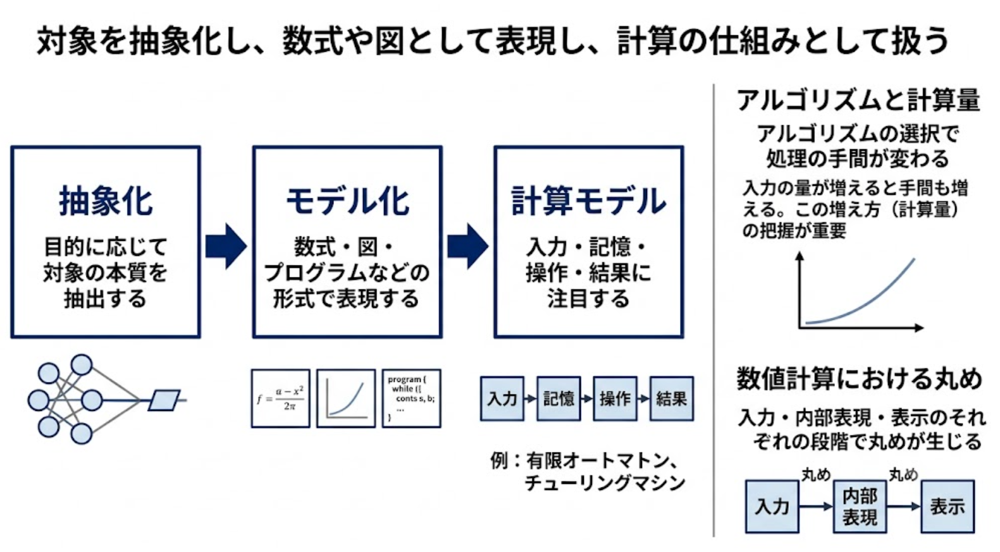 対象を抽象化し、数式や図として表現し、計算の仕組みとして扱う
抽象化
目的に応じて
対象の本質を
抽出する
モデル化
数式・図・
プログラムなどの
形式で表現する
f = (a − x²) / 2π
program {
while ([
conts s, b;
...
}
計算モデル
入力・記憶・
操作・結果に
注目する
入力
記憶
操作
結果
例：有限オートマトン、
チューリングマシン
アルゴリズムと計算量
アルゴリズムの選択で
処理の手間が変わる
入力の量が増えると手間も増
える。この増え方（計算量）
の把握が重要
数値計算における丸め
入力・内部表現・表示のそれ
ぞれの段階で丸めが生じる
丸め
丸め
入力
内部
表現
表示